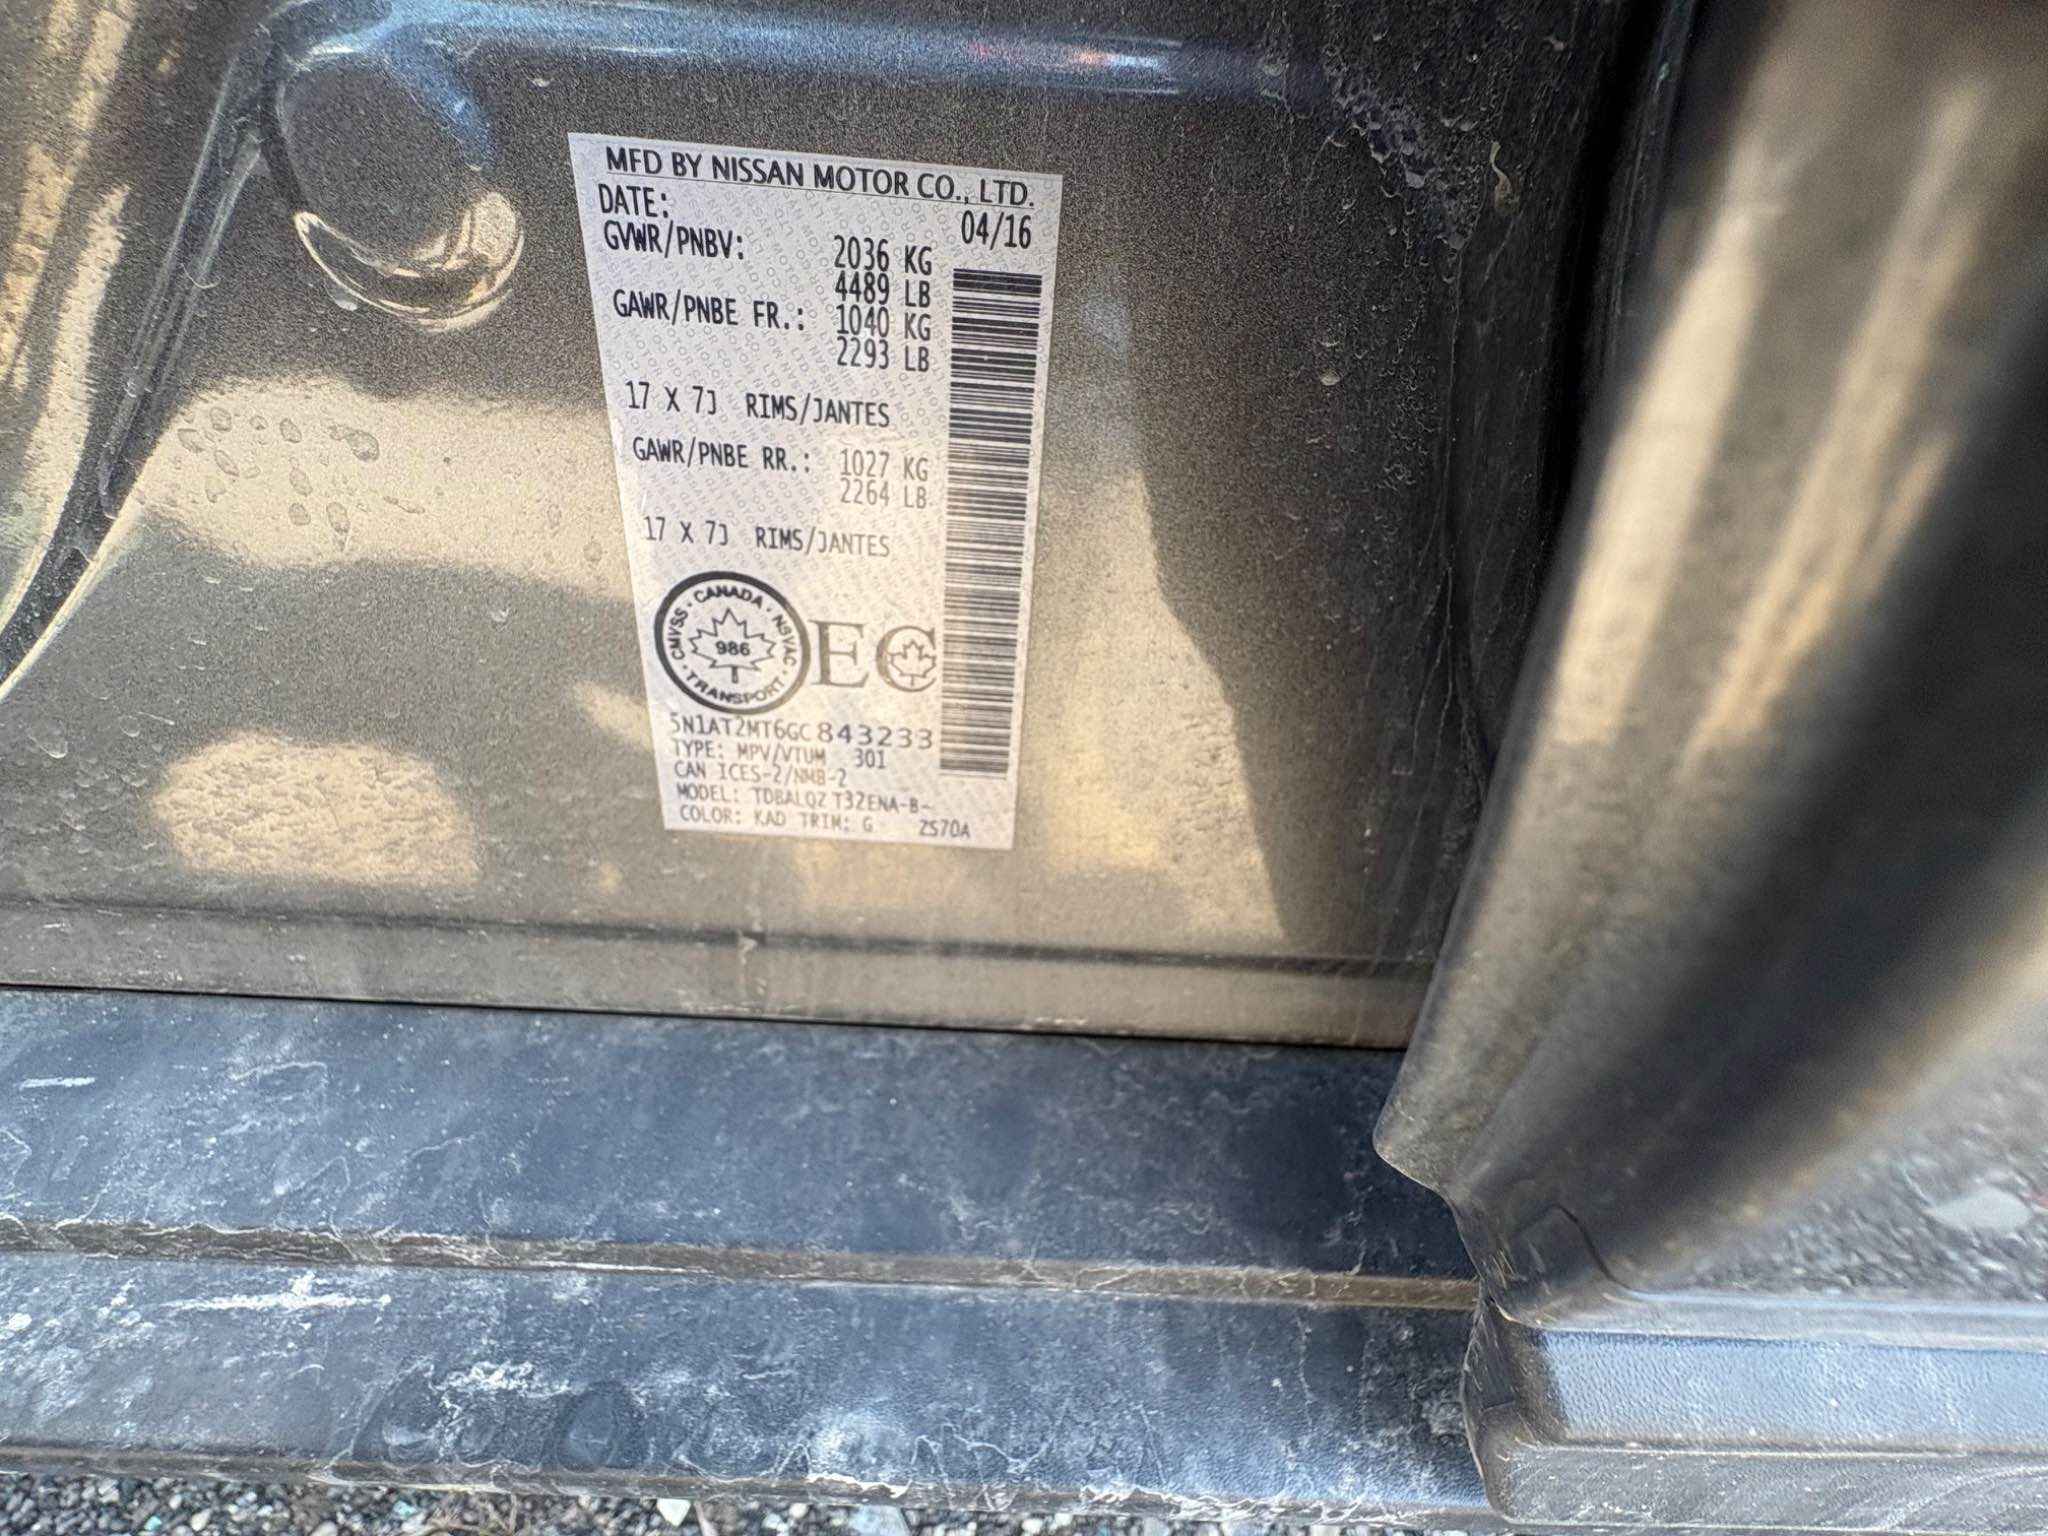 MFD BY NISSAN MOTOR CO., LTD.
DATE: 04/16
GVWR/PNBV: 2036 KG
4489 LB
GAWR/PNBE FR.: 1040 KG
2293 LB
17 X 7J RIMS/JANTES
GAWR/PNBE RR.: 1027 KG
2264 LB
17 X 7J RIMS/JANTES
CANADA · NSVAC · TRANSPORT · CMVSS
986
EC
5N1AT2MT6GC843233
TYPE: MPV/VTUM 301
CAN ICES-2/NMB-2
MODEL: TDBALQZ T32ENA-B-
COLOR: KAD TRIM: G ZS70A